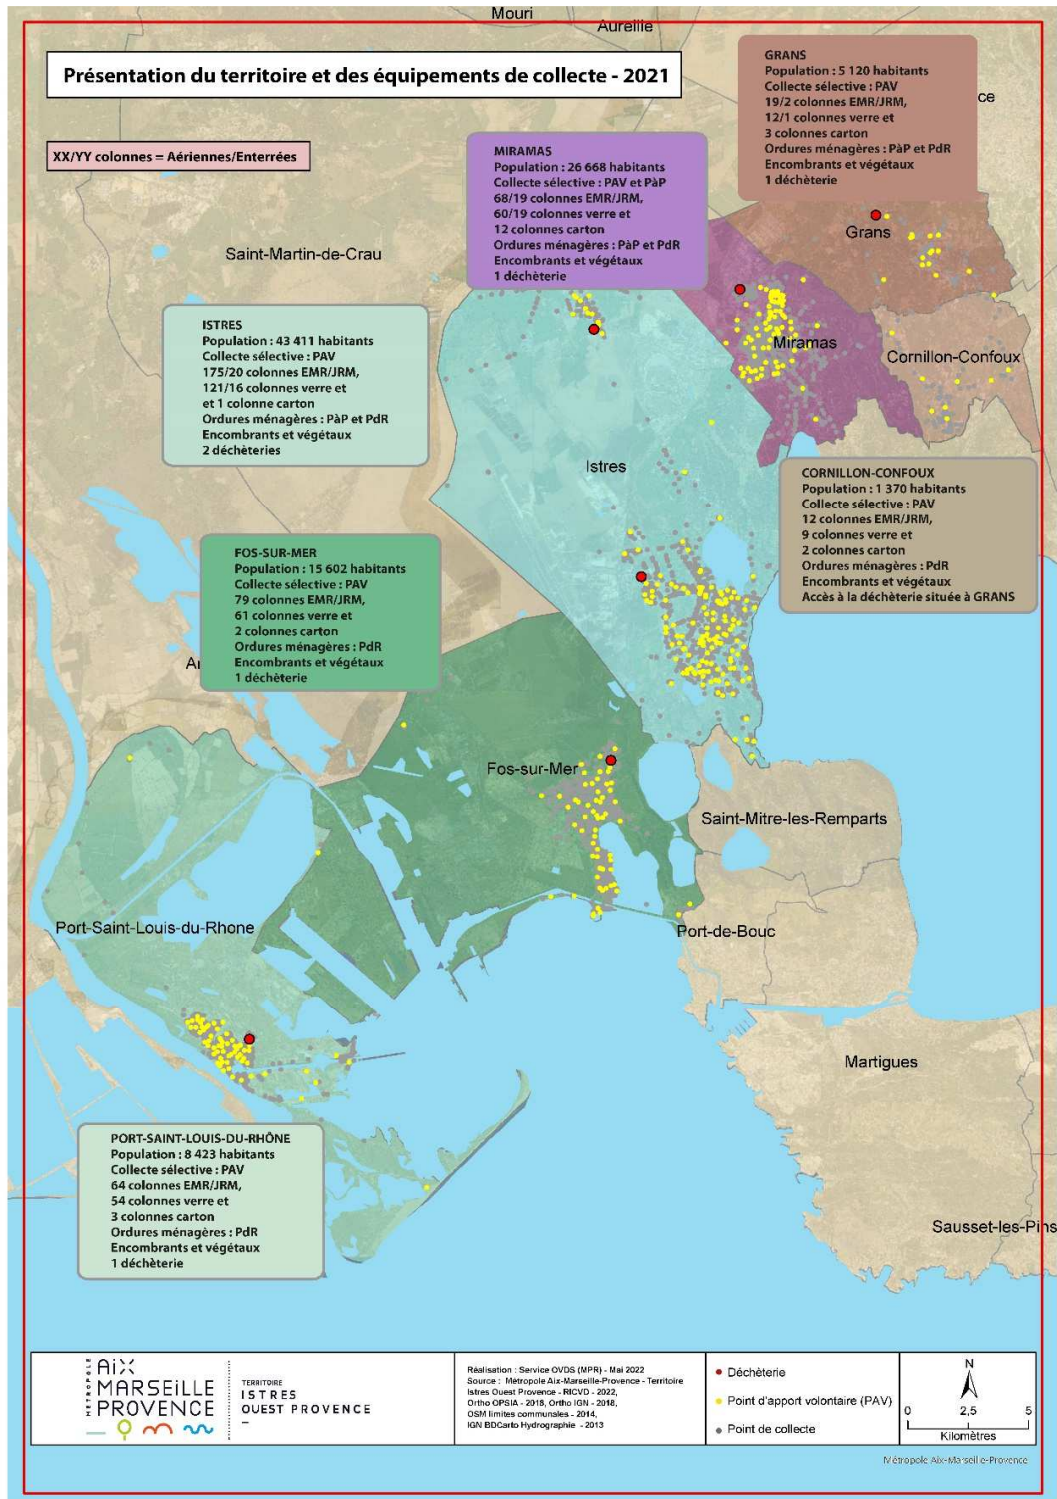 Mouri
Aureille
Présentation du territoire et des équipements de collecte - 2021
XX/YY colonnes = Aériennes/Enterrées
GRANS
Population : 5 120 habitants
Collecte sélective : PAV
19/2 colonnes EMR/JRM,
12/1 colonnes verre et
3 colonnes carton
Ordures ménagères : PàP et PdR
Encombrants et végétaux
1 déchèterie
ce
MIRAMAS
Population : 26 668 habitants
Collecte sélective : PAV et PàP
68/19 colonnes EMR/JRM,
60/19 colonnes verre et
12 colonnes carton
Ordures ménagères : PàP et PdR
Encombrants et végétaux
1 déchèterie
Grans
Saint-Martin-de-Crau
ISTRES
Population : 43 411 habitants
Collecte sélective : PAV
175/20 colonnes EMR/JRM,
121/16 colonnes verre et
et 1 colonne carton
Ordures ménagères : PàP et PdR
Encombrants et végétaux
2 déchèteries
Miramas
Cornillon-Confoux
Istres
CORNILLON-CONFOUX
Population : 1 370 habitants
Collecte sélective : PAV
12 colonnes EMR/JRM,
9 colonnes verre et
2 colonnes carton
Ordures ménagères : PdR
Encombrants et végétaux
Accès à la déchèterie située à GRANS
FOS-SUR-MER
Population : 15 602 habitants
Collecte sélective : PAV
79 colonnes EMR/JRM,
61 colonnes verre et
2 colonnes carton
Ordures ménagères : PdR
Encombrants et végétaux
1 déchèterie
Fos-sur-Mer
Saint-Mitre-les-Remparts
Port-Saint-Louis-du-Rhone
Port-de-Bouc
Martigues
PORT-SAINT-LOUIS-DU-RHÔNE
Population : 8 423 habitants
Collecte sélective : PAV
64 colonnes EMR/JRM,
54 colonnes verre et
3 colonnes carton
Ordures ménagères : PdR
Encombrants et végétaux
1 déchèterie
Sausset-les-Pins
MÉTROPOLE
AiX
MARSEILLE
PROVENCE
TERRITOIRE
ISTRES
OUEST PROVENCE
Réalisation : Service OVDS (MPR) - Mai 2022
Source : Métropole Aix-Marseille-Provence - Territoire
Istres Ouest Provence - RICVD - 2022,
Ortho OPSIA - 2018, Ortho IGN - 2018,
OSM limites communales - 2014,
IGN BDCarto Hydrographie - 2013
Déchèterie
Point d'apport volontaire (PAV)
Point de collecte
N
0 2,5 5
Kilomètres
Métropole Aix-Marseille-Provence